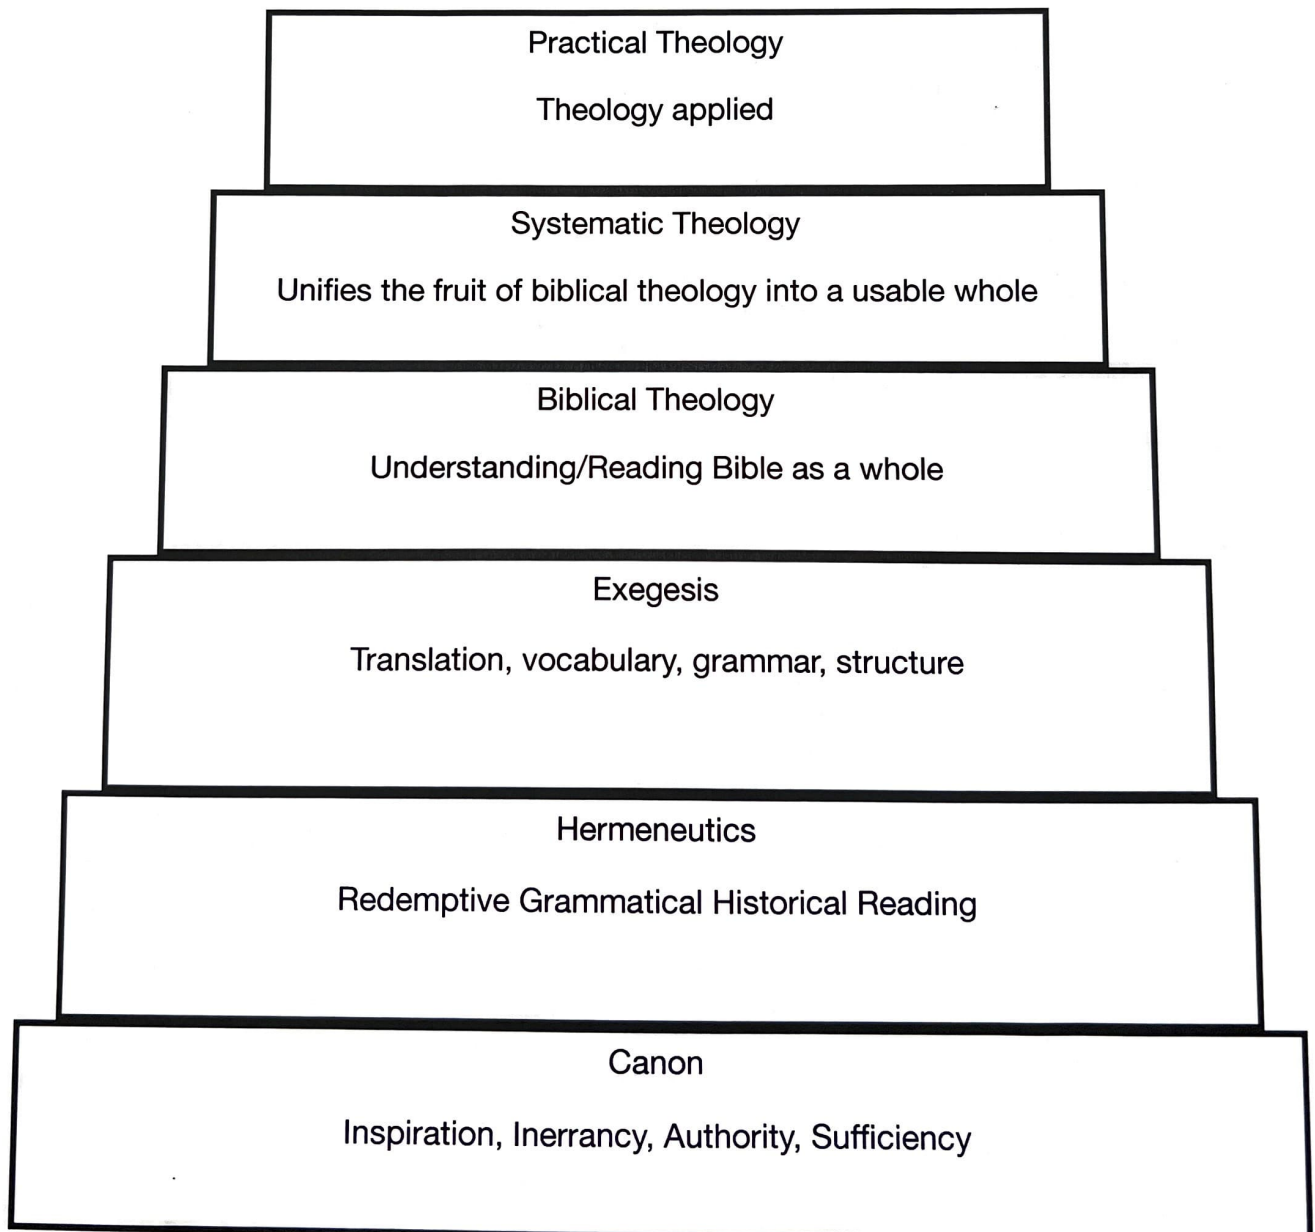 Practical Theology
Theology applied
Systematic Theology
Unifies the fruit of biblical theology into a usable whole
Biblical Theology
Understanding/Reading Bible as a whole
Exegesis
Translation, vocabulary, grammar, structure
Hermeneutics
Redemptive Grammatical Historical Reading
Canon
Inspiration, Inerrancy, Authority, Sufficiency